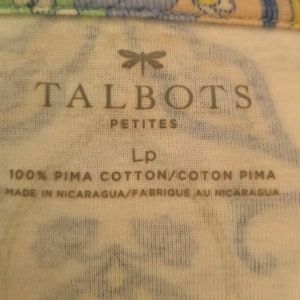 TALBOTS
PETITES
Lp
100% PIMA COTTON/COTON PIMA
MADE IN NICARAGUA/FABRIQUÉ AU NICARAGUA